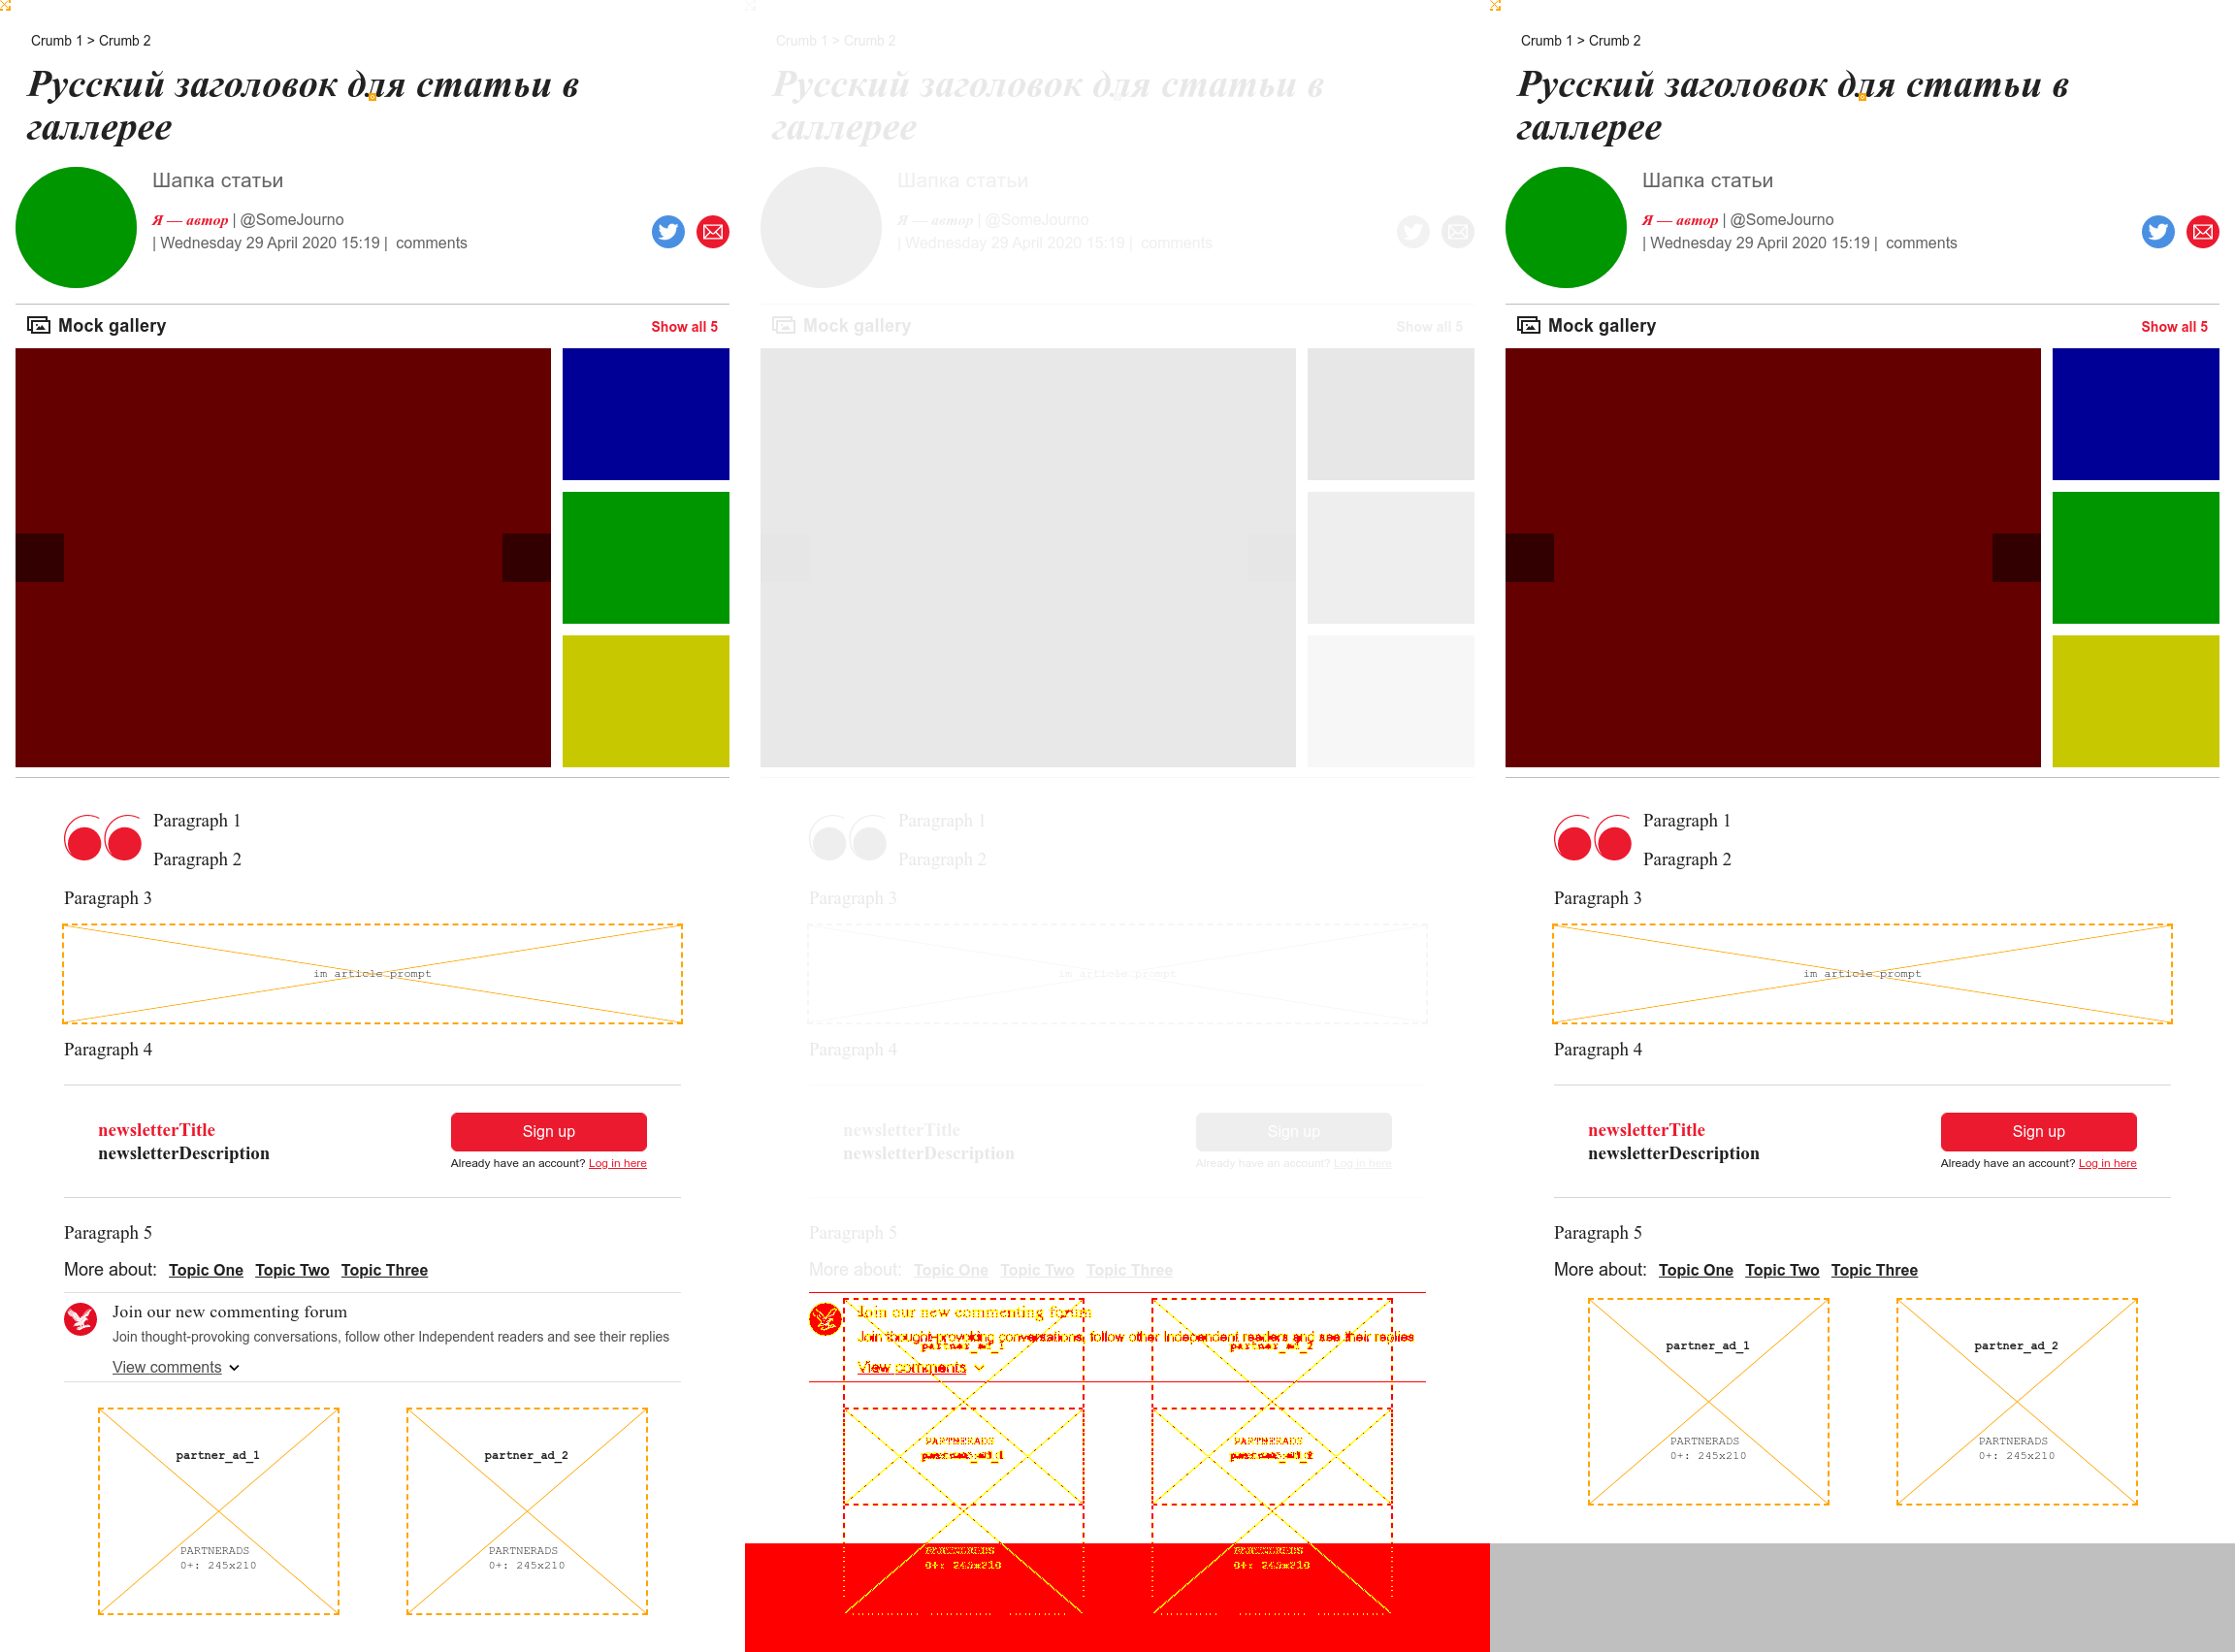 Crumb 1 > Crumb 2
Русский заголовок для статьи в
галлерее
Шапка статьи
Я — автор | @SomeJourno
| Wednesday 29 April 2020 15:19 | comments
Mock gallery
Show all 5
Paragraph 1
Paragraph 2
Paragraph 3
im article prompt
Paragraph 4
newsletterTitle
newsletterDescription
Sign up
Already have an account? Log in here
Paragraph 5
More about: Topic One Topic Two Topic Three
Join our new commenting forum
Join thought-provoking conversations, follow other Independent readers and see their replies
View comments
partner_ad_1
PARTNERADS
0+: 245x210
partner_ad_2
PARTNERADS
0+: 245x210
Crumb 1 > Crumb 2
Русский заголовок для статьи в
галлерее
Шапка статьи
Я — автор | @SomeJourno
| Wednesday 29 April 2020 15:19 | comments
Mock gallery
Show all 5
Paragraph 1
Paragraph 2
Paragraph 3
im article prompt
Paragraph 4
newsletterTitle
newsletterDescription
Sign up
Already have an account? Log in here
Paragraph 5
More about: Topic One Topic Two Topic Three
Join our new commenting forum
Join thought-provoking conversations, follow other Independent readers and see their replies
View comments
partner_ad_1
partner_ad_2
PARTNERADS
PARTNERADS
partner_ad_1
partner_ad_2
PARTNERADS
0+: 245x210
PARTNERADS
0+: 245x210
Crumb 1 > Crumb 2
Русский заголовок для статьи в
галлерее
Шапка статьи
Я — автор | @SomeJourno
| Wednesday 29 April 2020 15:19 | comments
Mock gallery
Show all 5
Paragraph 1
Paragraph 2
Paragraph 3
im article prompt
Paragraph 4
newsletterTitle
newsletterDescription
Sign up
Already have an account? Log in here
Paragraph 5
More about: Topic One Topic Two Topic Three
partner_ad_1
PARTNERADS
0+: 245x210
partner_ad_2
PARTNERADS
0+: 245x210